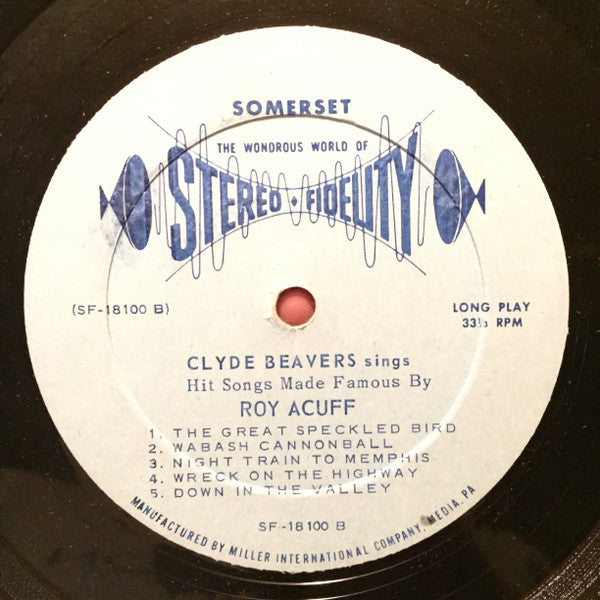 SOMERSET
THE WONDROUS WORLD OF
STEREO • FIDELITY
(SF-18100 B)
LONG PLAY
33⅓ RPM
CLYDE BEAVERS sings
Hit Songs Made Famous By
ROY ACUFF
1. THE GREAT SPECKLED BIRD
2. WABASH CANNONBALL
3. NIGHT TRAIN TO MEMPHIS
4. WRECK ON THE HIGHWAY
5. DOWN IN THE VALLEY
SF-18100 B
MANUFACTURED BY MILLER INTERNATIONAL COMPANY, MEDIA, PA